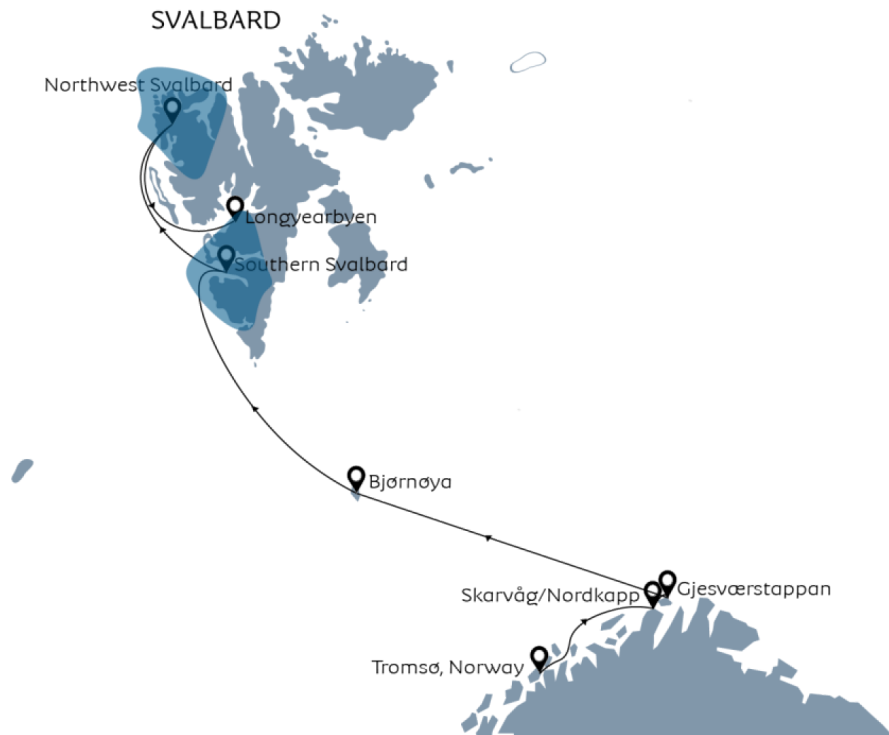 SVALBARD
Northwest Svalbard
Longyearbyen
Southern Svalbard
Bjørnøya
Gjesværstappan
Skarvåg/Nordkapp
Tromsø, Norway